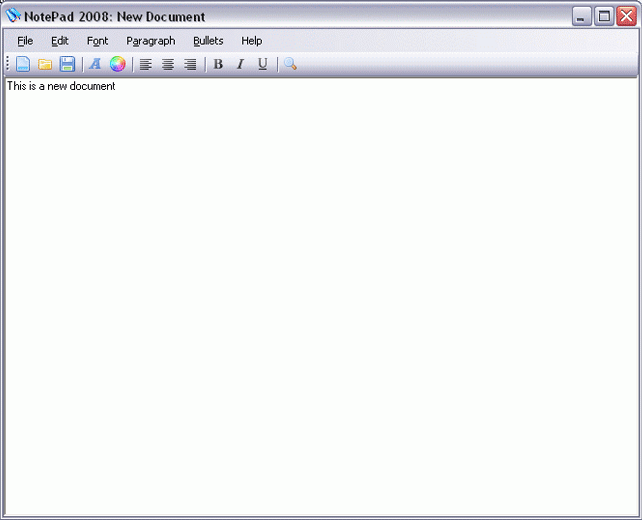 NotePad 2008: New Document
File Edit Font Paragraph Bullets Help
A B I U
This is a new document